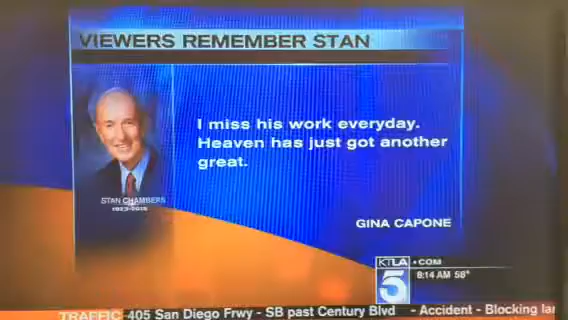 VIEWERS REMEMBER STAN
I miss his work everyday.
Heaven has just got another
great.
STAN CHAMBERS
1923-2015
GINA CAPONE
KTLA .COM
5
8:14 AM 58°
TRAFFIC 405 San Diego Frwy - SB past Century Blvd - Accident - Blocking lan